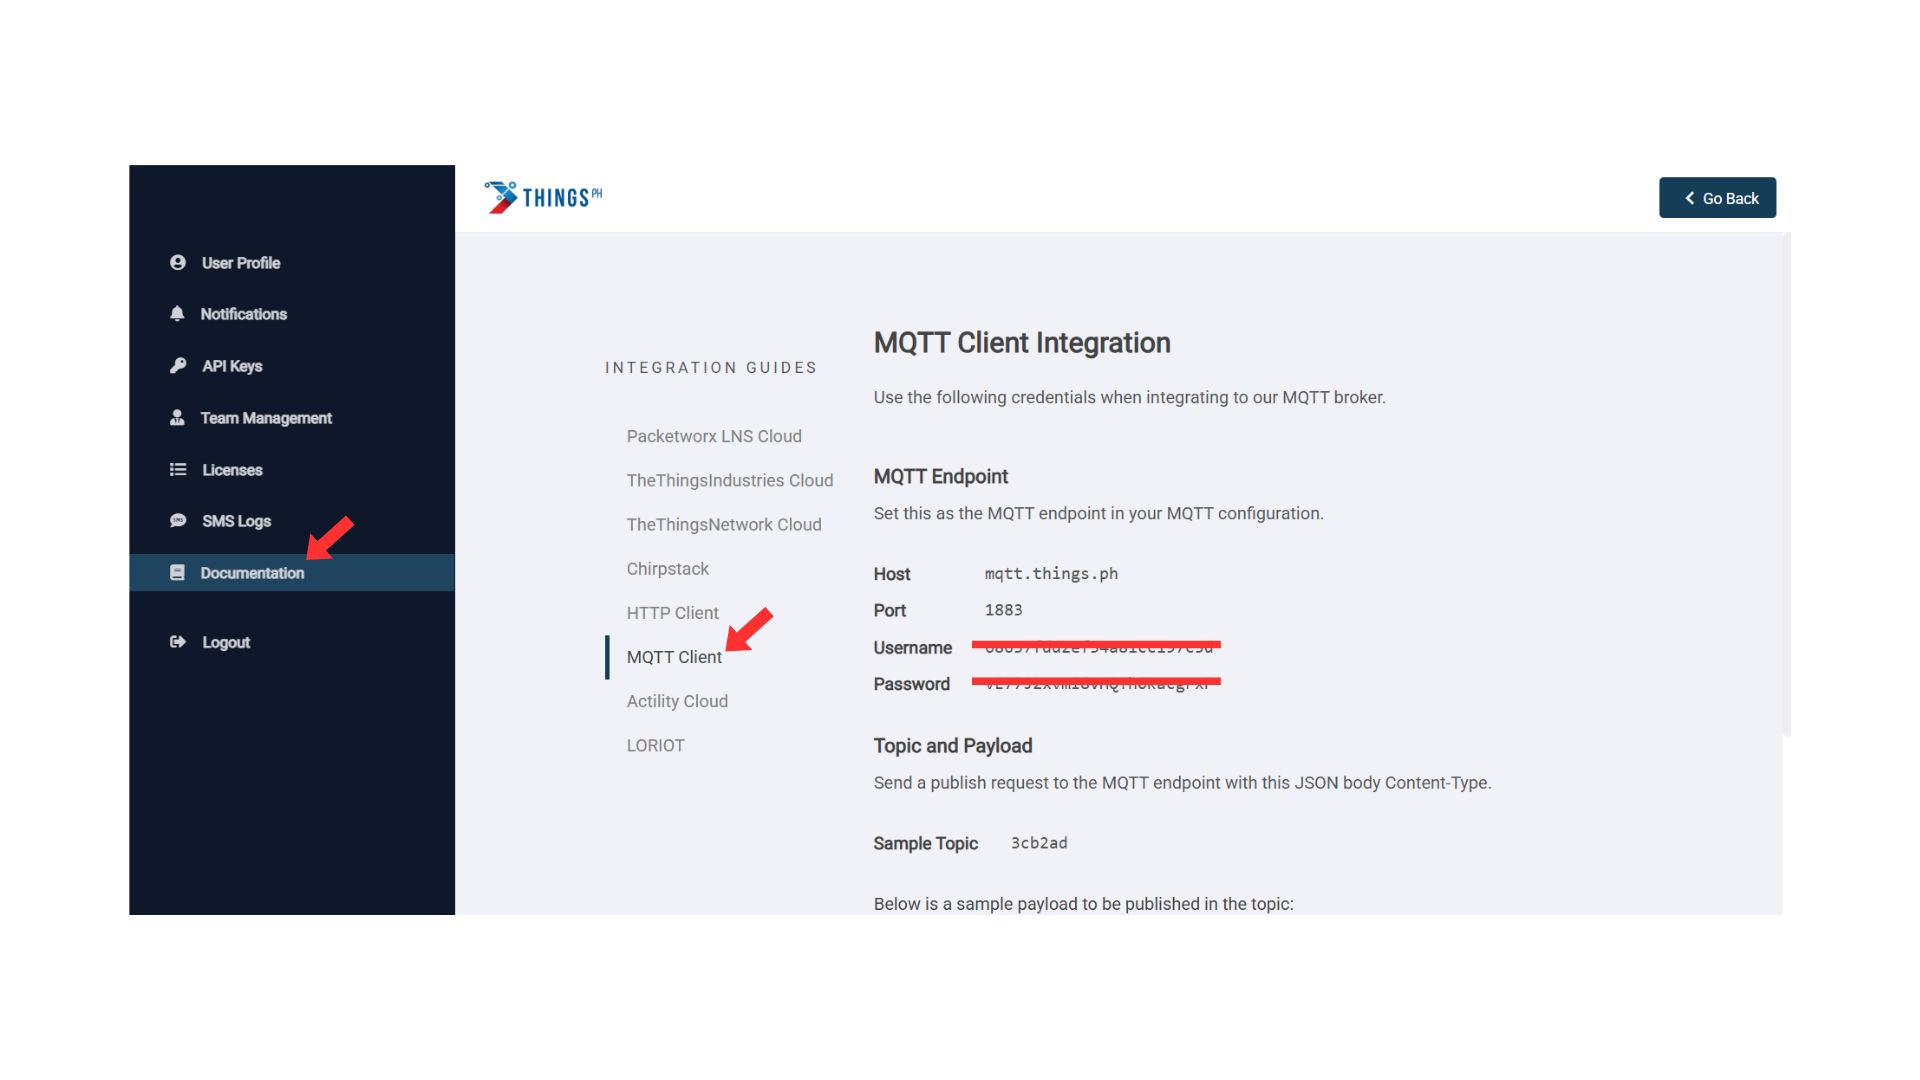 THINGS PH
Go Back
User Profile
Notifications
API Keys
Team Management
Licenses
SMS Logs
Documentation
Logout
INTEGRATION GUIDES
Packetworx LNS Cloud
TheThingsIndustries Cloud
TheThingsNetwork Cloud
Chirpstack
HTTP Client
MQTT Client
Actility Cloud
LORIOT
MQTT Client Integration
Use the following credentials when integrating to our MQTT broker.
MQTT Endpoint
Set this as the MQTT endpoint in your MQTT configuration.
Host mqtt.things.ph
Port 1883
Username
Password
Topic and Payload
Send a publish request to the MQTT endpoint with this JSON body Content-Type.
Sample Topic 3cb2ad
Below is a sample payload to be published in the topic: